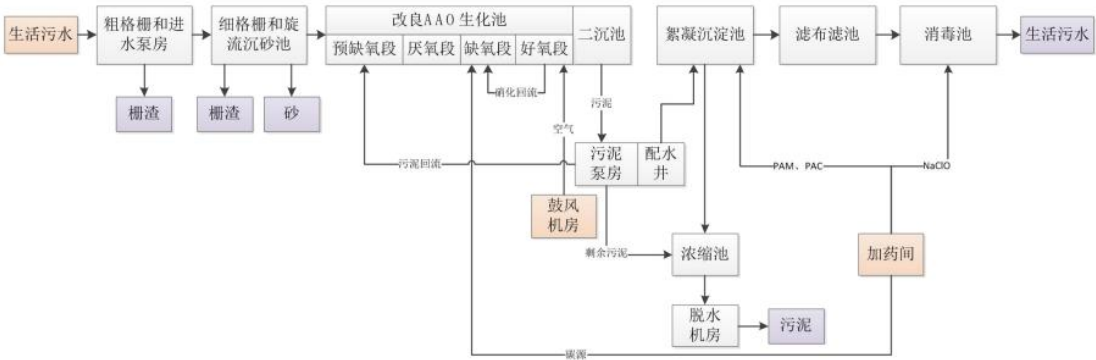 生活污水
粗格栅和进
水泵房
细格栅和旋
流沉砂池
改良AAO生化池
预缺氧段
厌氧段
缺氧段
好氧段
二沉池
絮凝沉淀池
滤布滤池
消毒池
生活污水
栅渣
栅渣
砂
硝化回流
污泥
空气
污泥回流
污泥
泵房
配水
井
PAM、PAC
NaClO
鼓风
机房
剩余污泥
浓缩池
加药间
脱水
机房
污泥
碳源